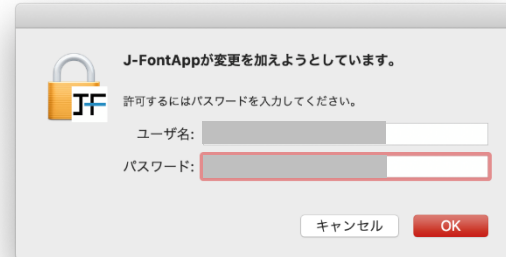 J-FontAppが変更を加えようとしています。
JF
許可するにはパスワードを入力してください。
ユーザ名:
パスワード:
キャンセル OK